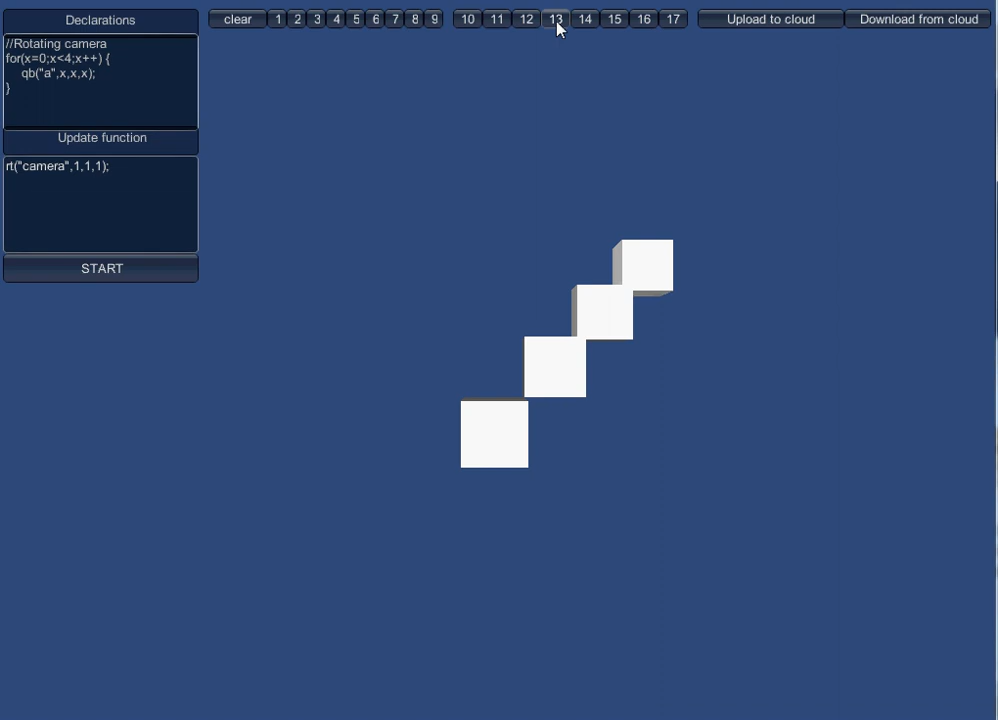 Declarations
clear 1 2 3 4 5 6 7 8 9 10 11 12 13 14 15 16 17 Upload to cloud Download from cloud
//Rotating camera
for(x=0;x<4;x++) {
qb("a",x,x,x);
}
Update function
rt("camera",1,1,1);
START